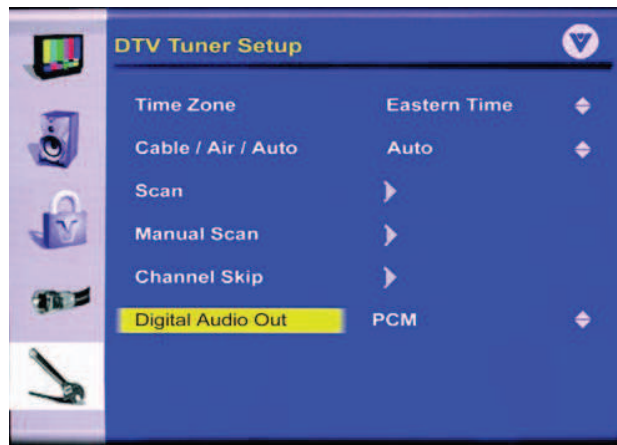 DTV Tuner Setup
Time Zone Eastern Time
Cable / Air / Auto Auto
Scan
Manual Scan
Channel Skip
Digital Audio Out PCM